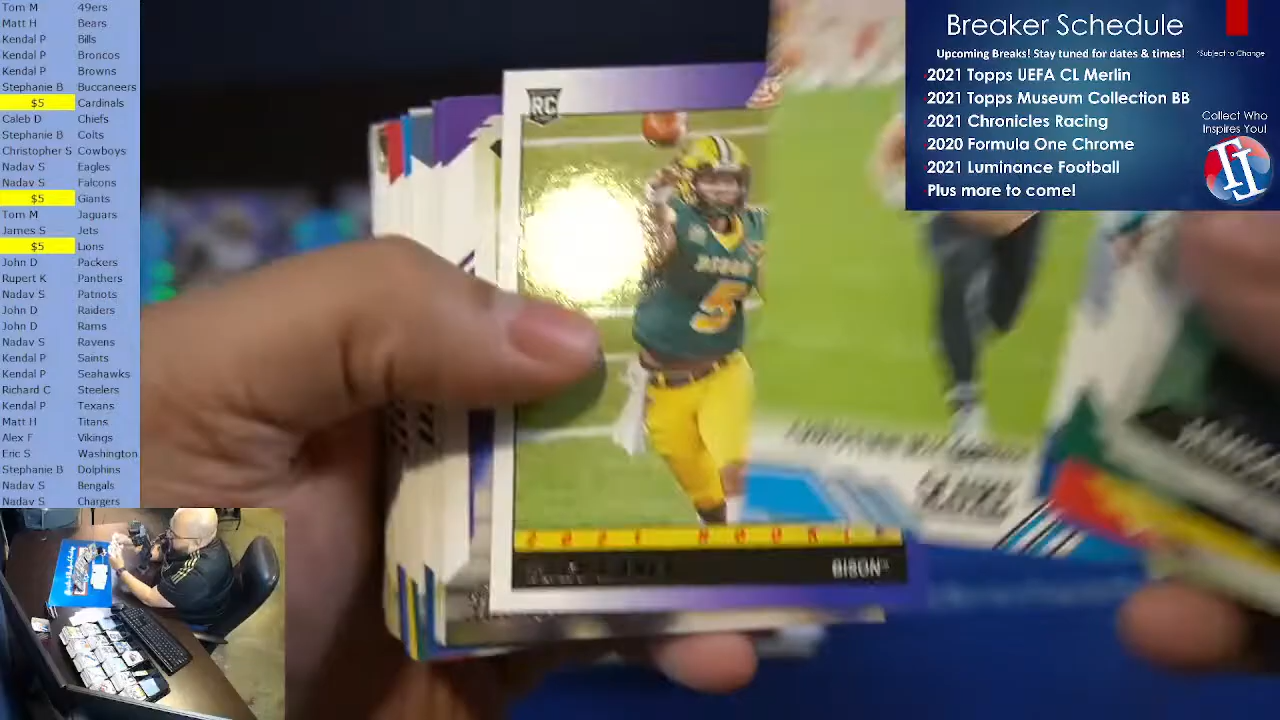 Tom M 49ers
Matt H Bears
Kendal P Bills
Kendal P Broncos
Kendal P Browns
Stephanie B Buccaneers
$5 Cardinals
Caleb D Chiefs
Stephanie B Colts
Christopher S Cowboys
Nadav S Eagles
Nadav S Falcons
$5 Giants
Tom M Jaguars
James S Jets
$5 Lions
John D Packers
Rupert K Panthers
Nadav S Patriots
John D Raiders
John D Rams
Nadav S Ravens
Kendal P Saints
Kendal P Seahawks
Richard C Steelers
Kendal P Texans
Matt H Titans
Alex F Vikings
Eric S Washington
Stephanie B Dolphins
Nadav S Bengals
Nadav S Chargers
Breaker Schedule
Upcoming Breaks! Stay tuned for dates & times!
*Subject to Change
2021 Topps UEFA CL Merlin
2021 Topps Museum Collection BB
2021 Chronicles Racing
2020 Formula One Chrome
2021 Luminance Football
Plus more to come!
Collect Who
Inspires You!
TJ
RC
5
BISON